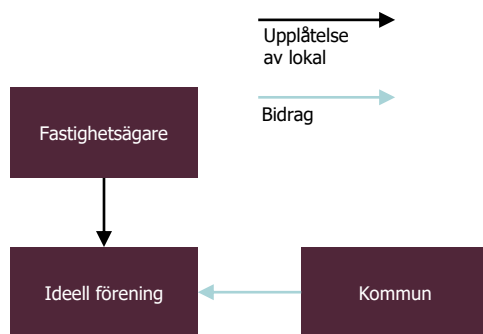 Upplåtelse
av lokal
Bidrag
Fastighetsägare
Ideell förening
Kommun